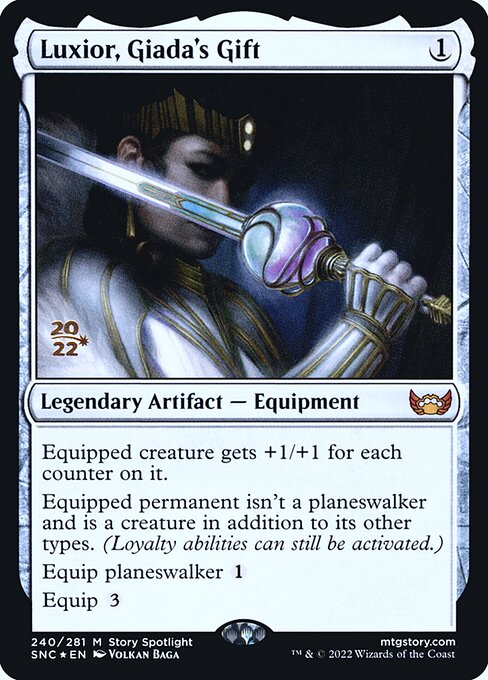 Luxior, Giada's Gift 1
20
22
Legendary Artifact — Equipment
Equipped creature gets +1/+1 for each
counter on it.
Equipped permanent isn't a planeswalker
and is a creature in addition to its other
types. (Loyalty abilities can still be activated.)
Equip planeswalker 1
Equip 3
240/281 M Story Spotlight
SNC ★ EN Volkan Baga
mtgstory.com
™ & © 2022 Wizards of the Coast